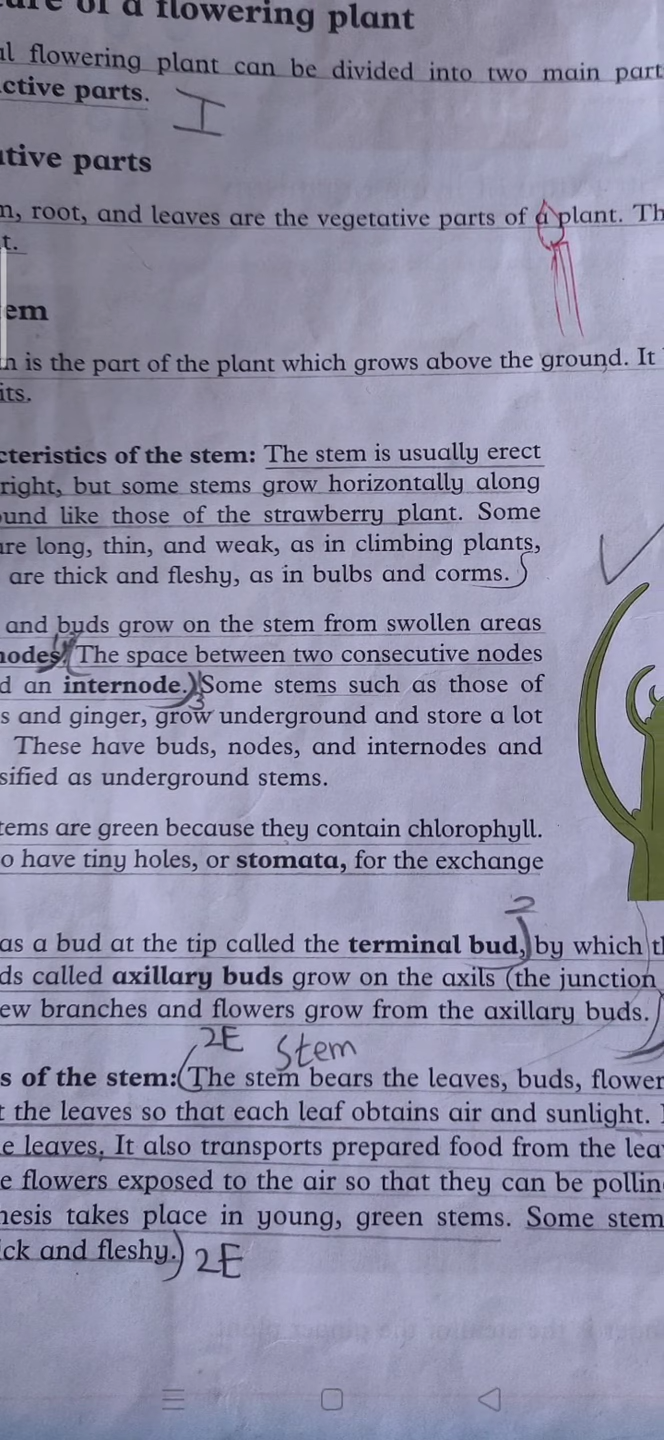 of a flowering plant
flowering plant can be divided into two main part
ctive parts. I
tive parts
n, root, and leaves are the vegetative parts of a plant. Th
t.
em
n is the part of the plant which grows above the ground. It
its.
cteristics of the stem: The stem is usually erect
right, but some stems grow horizontally along
und like those of the strawberry plant. Some
are long, thin, and weak, as in climbing plants,
are thick and fleshy, as in bulbs and corms.
and buds grow on the stem from swollen areas
nodes. (The space between two consecutive nodes
d an internode.) Some stems such as those of
3
s and ginger, grow underground and store a lot
These have buds, nodes, and internodes and
sified as underground stems.
tems are green because they contain chlorophyll.
o have tiny holes, or stomata, for the exchange
2
as a bud at the tip called the terminal bud, by which th
ds called axillary buds grow on the axils (the junction
ew branches and flowers grow from the axillary buds.
2E Stem
s of the stem: (The stem bears the leaves, buds, flower
t the leaves so that each leaf obtains air and sunlight.
e leaves. It also transports prepared food from the lea
e flowers exposed to the air so that they can be pollin
nesis takes place in young, green stems. Some stem
ck and fleshy.) 2E